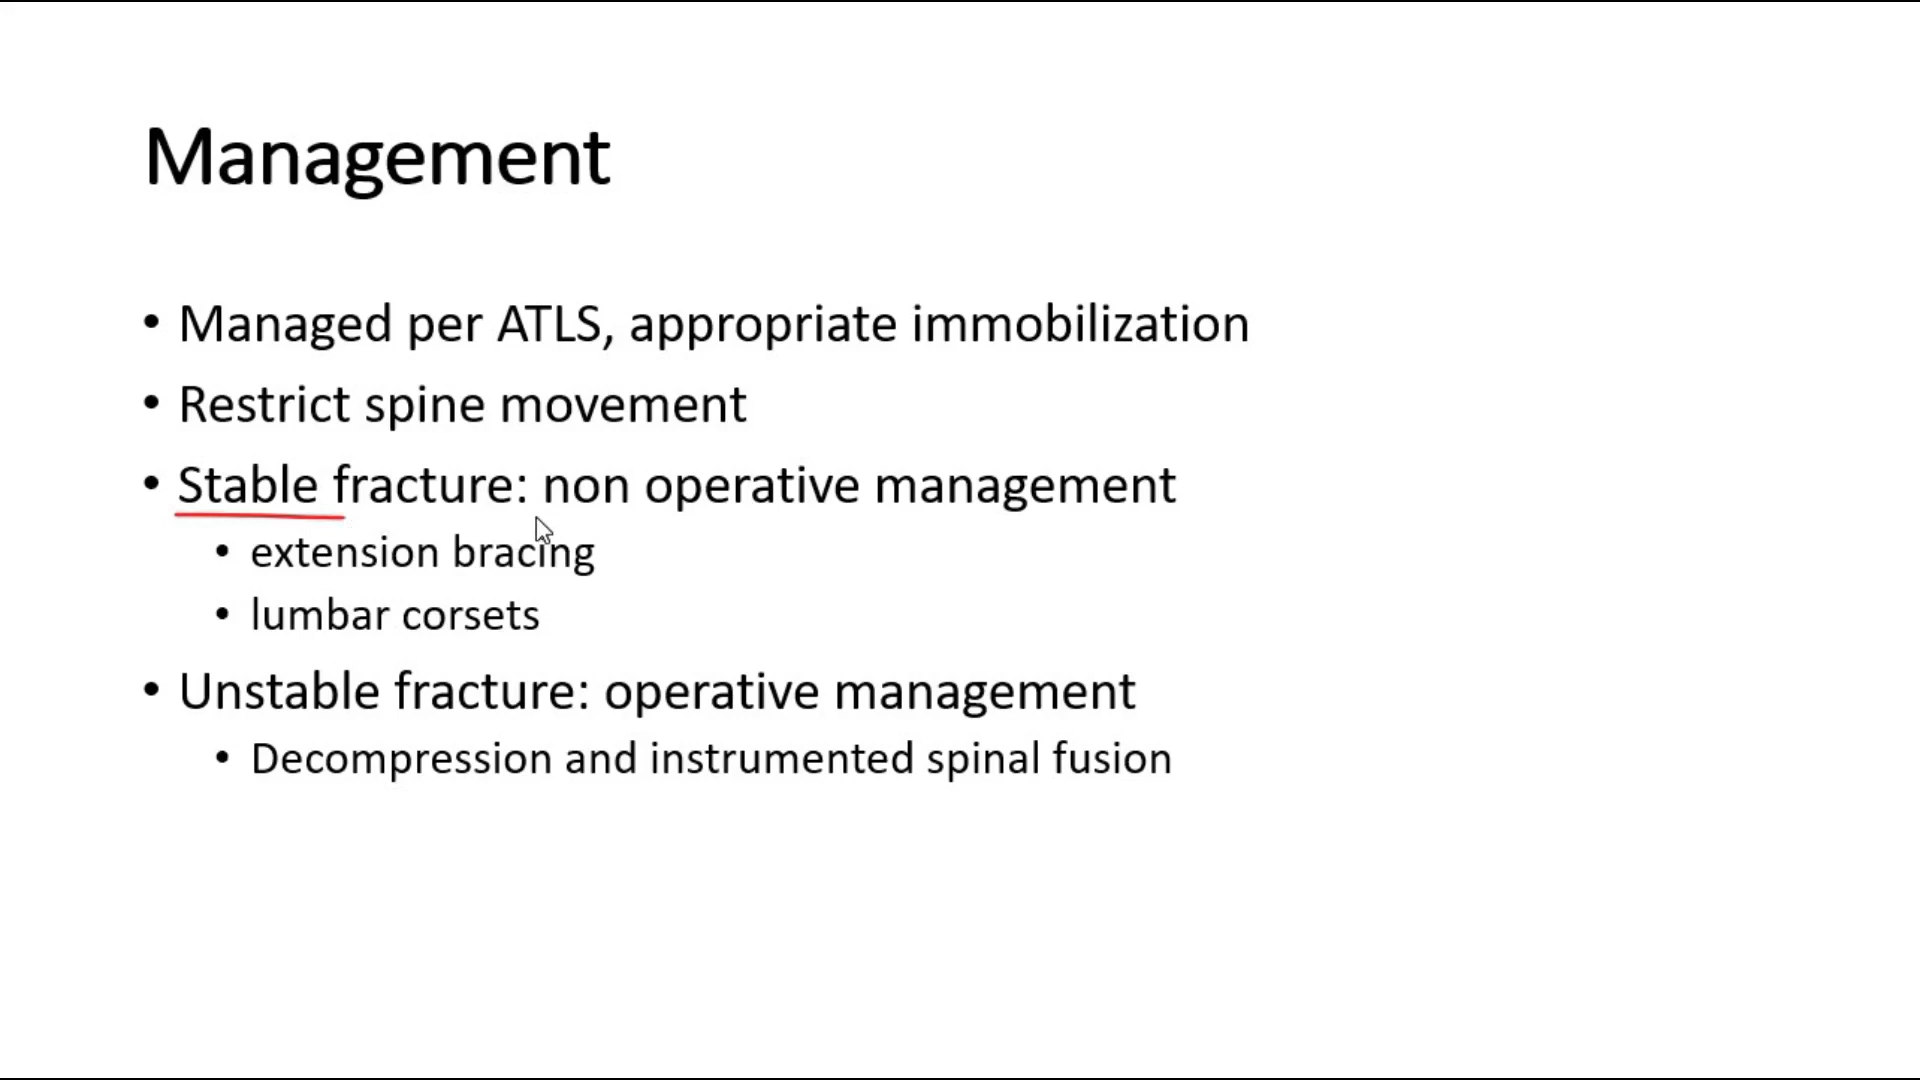 Management
• Managed per ATLS, appropriate immobilization
• Restrict spine movement
• Stable fracture: non operative management
• extension bracing
• lumbar corsets
• Unstable fracture: operative management
• Decompression and instrumented spinal fusion